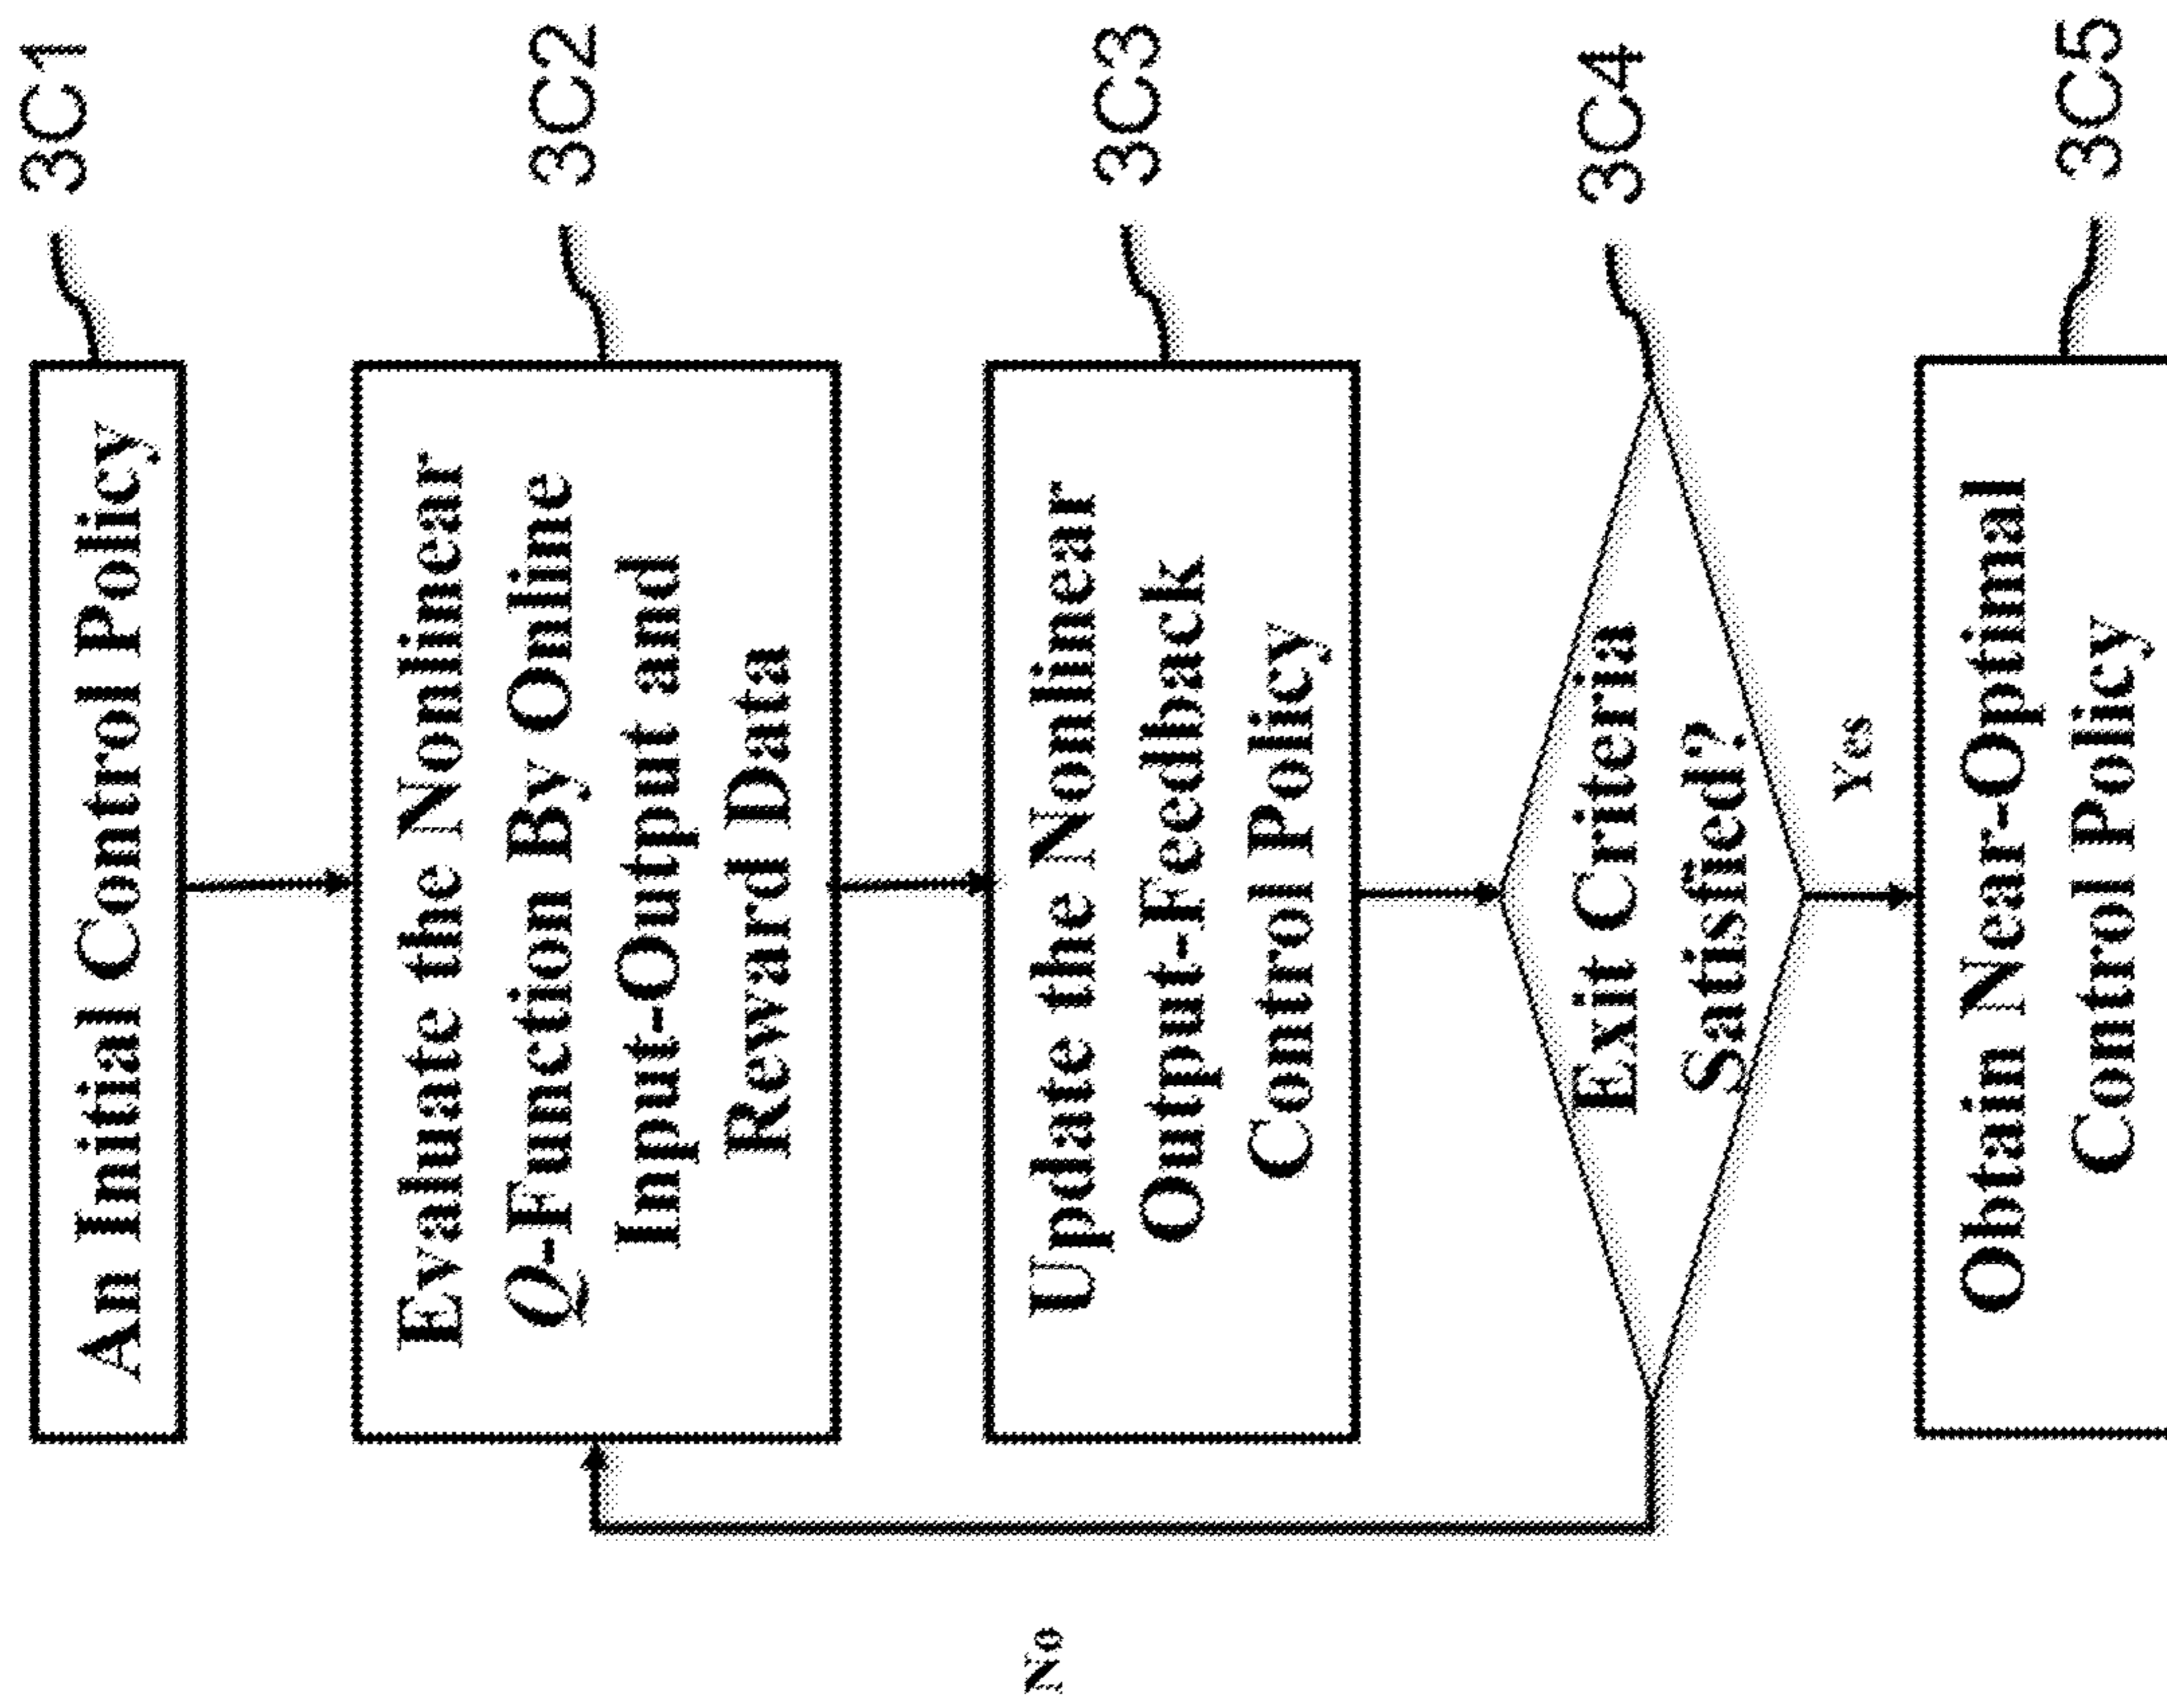 An Initial Control Policy
3C1
Evaluate the Nonlinear
Q-Function By Online
Input-Output and
Reward Data
3C2
Update the Nonlinear
Output-Feedback
Control Policy
3C3
Exit Criteria
Satisfied?
3C4
No
Yes
Obtain Near-Optimal
Control Policy
3C5